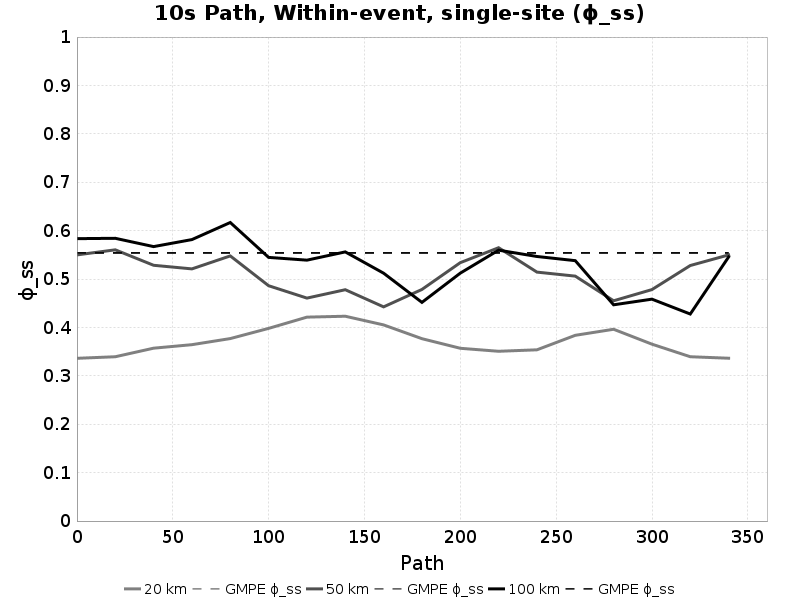 10s Path, Within-event, single-site (ϕ_ss)
1
0.9
0.8
0.7
0.6
0.5
0.4
0.3
0.2
0.1
0
ϕ_ss
0 50 100 150 200 250 300 350
Path
20 km GMPE ϕ_ss 50 km GMPE ϕ_ss 100 km GMPE ϕ_ss